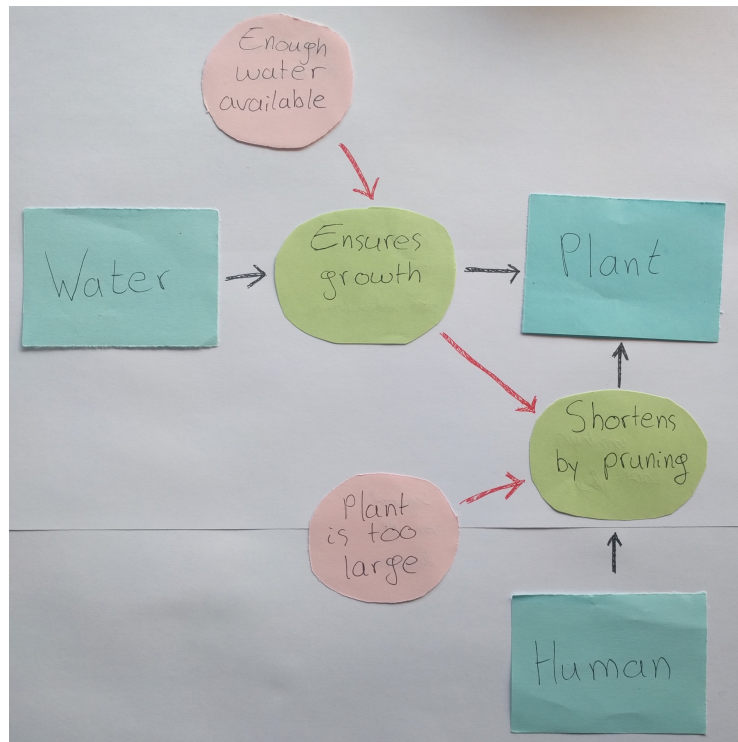 Enough
water
available
Water
Ensures
growth
Plant
Shortens
by pruning
Plant
is too
large
Human